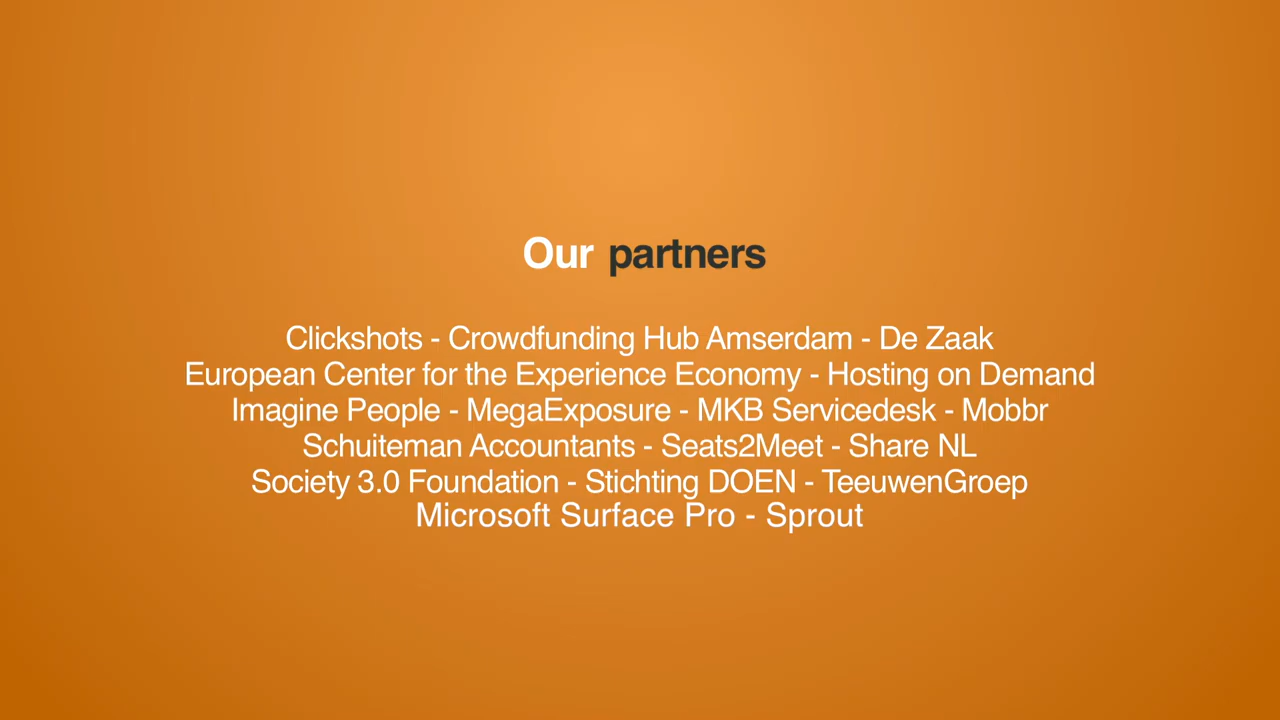 Our partners
Clickshots - Crowdfunding Hub Amserdam - De Zaak
European Center for the Experience Economy - Hosting on Demand
Imagine People - MegaExposure - MKB Servicedesk - Mobbr
Schuiteman Accountants - Seats2Meet - Share NL
Society 3.0 Foundation - Stichting DOEN - TeeuwenGroep
Microsoft Surface Pro - Sprout